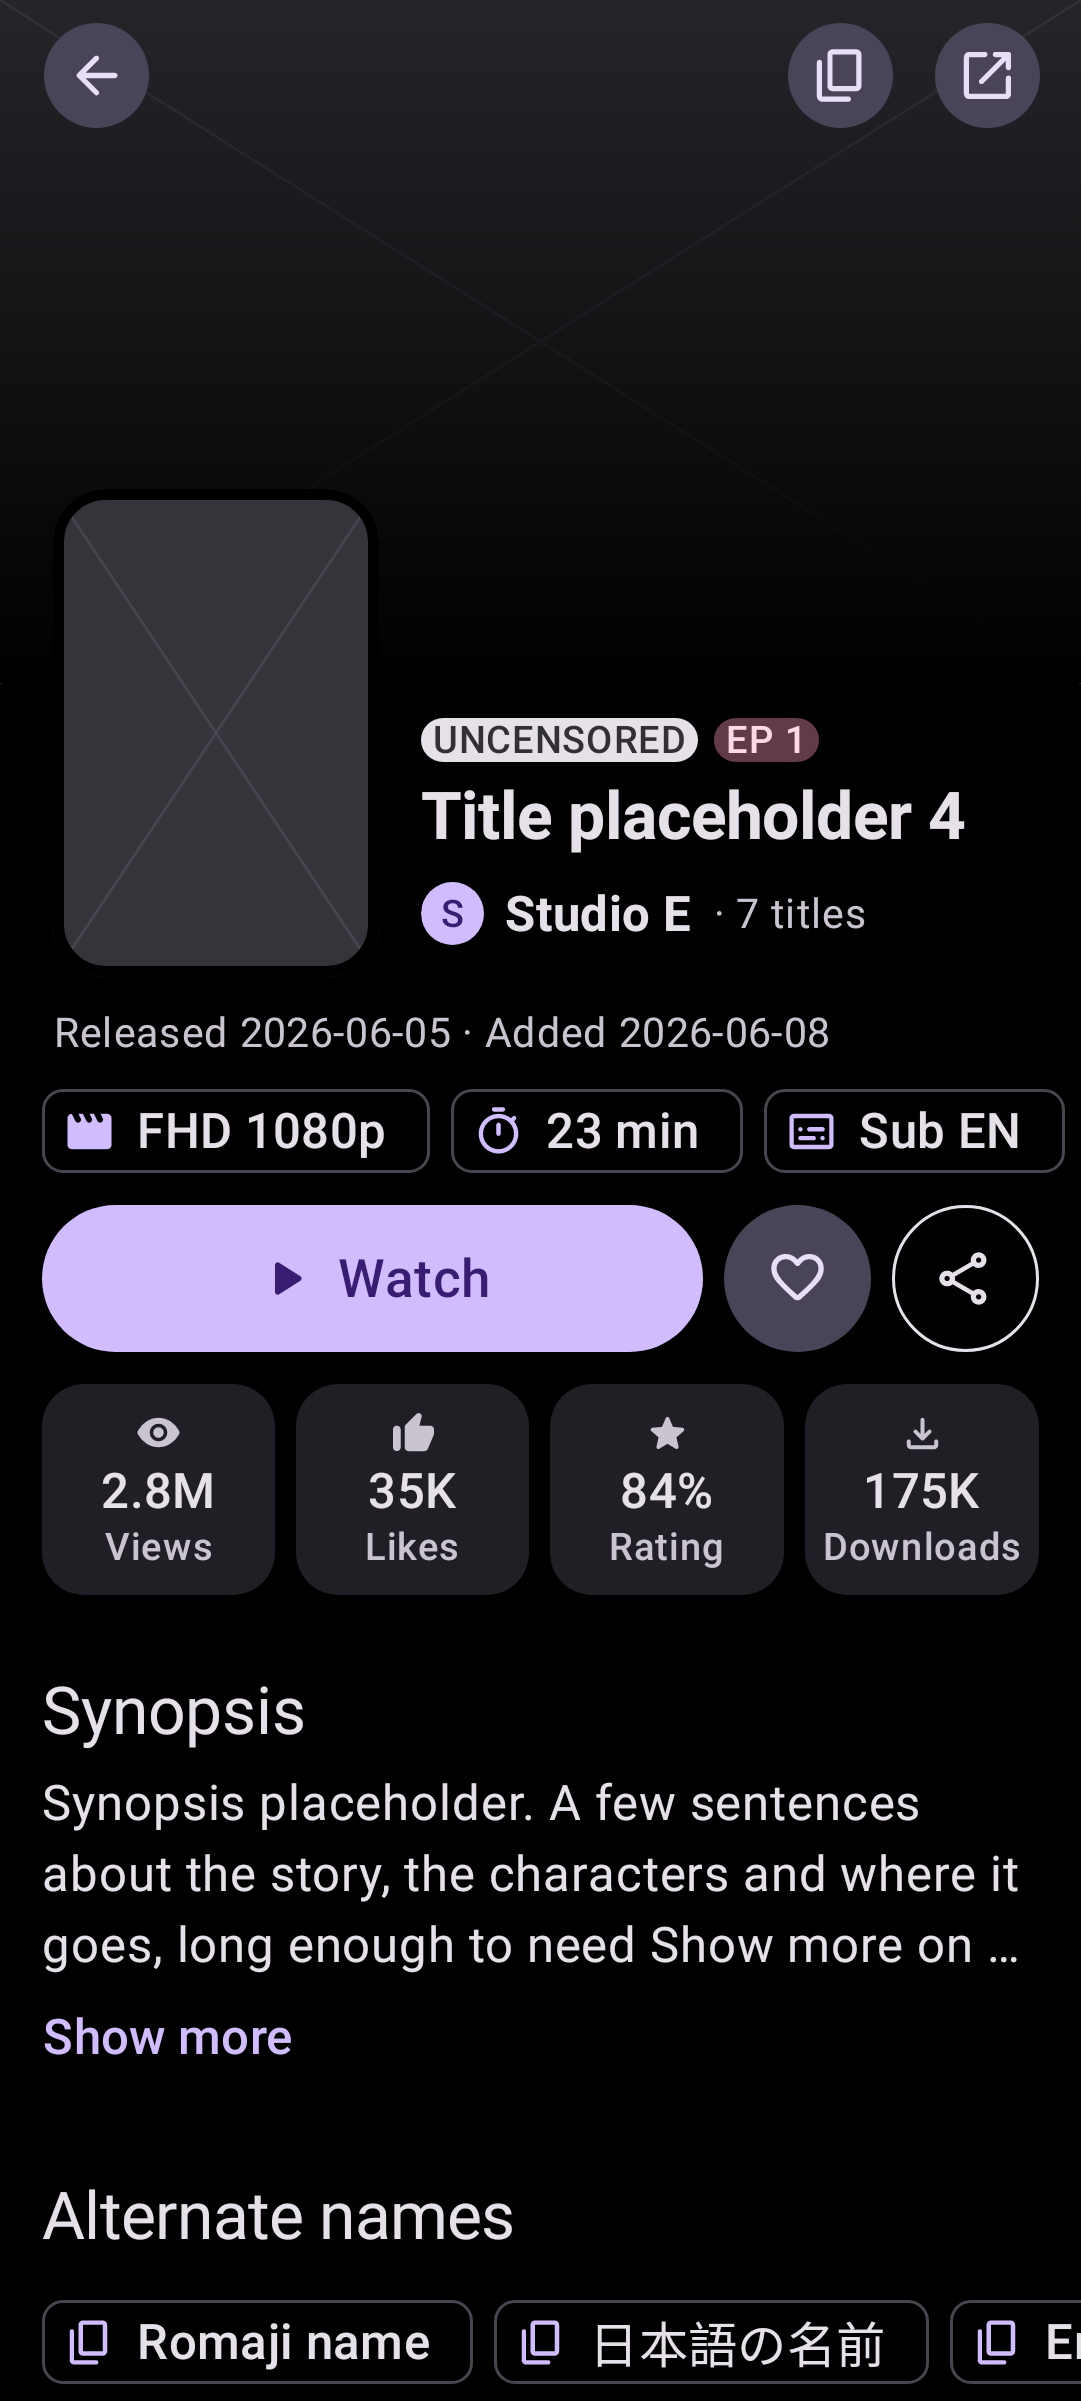 UNCENSORED EP 1
Title placeholder 4
S Studio E · 7 titles
Released 2026-06-05 · Added 2026-06-08
FHD 1080p 23 min Sub EN
Watch
2.8M 35K 84% 175K
Views Likes Rating Downloads
Synopsis
Synopsis placeholder. A few sentences
about the story, the characters and where it
goes, long enough to need Show more on …
Show more
Alternate names
Romaji name 日本語の名前